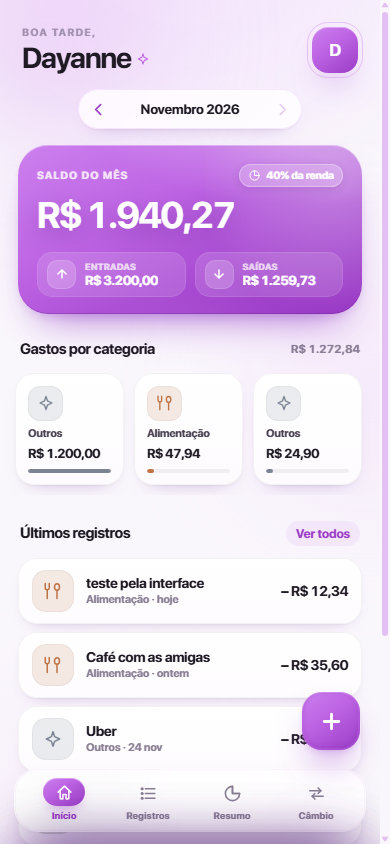 BOA TARDE,
Dayanne
D
Novembro 2026
SALDO DO MÊS
40% da renda
R$ 1.940,27
ENTRADAS
R$ 3.200,00
SAÍDAS
R$ 1.259,73
Gastos por categoria
R$ 1.272,84
Outros
R$ 1.200,00
Alimentação
R$ 47,94
Outros
R$ 24,90
Últimos registros
Ver todos
teste pela interface
Alimentação · hoje
– R$ 12,34
Café com as amigas
Alimentação · ontem
– R$ 35,60
Uber
Outros · 24 nov
– R$
Início
Registros
Resumo
Câmbio